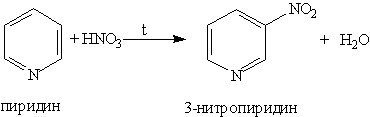 NO₂
+ HNO₃ t + H₂O
N N
пиридин 3-нитропиридин